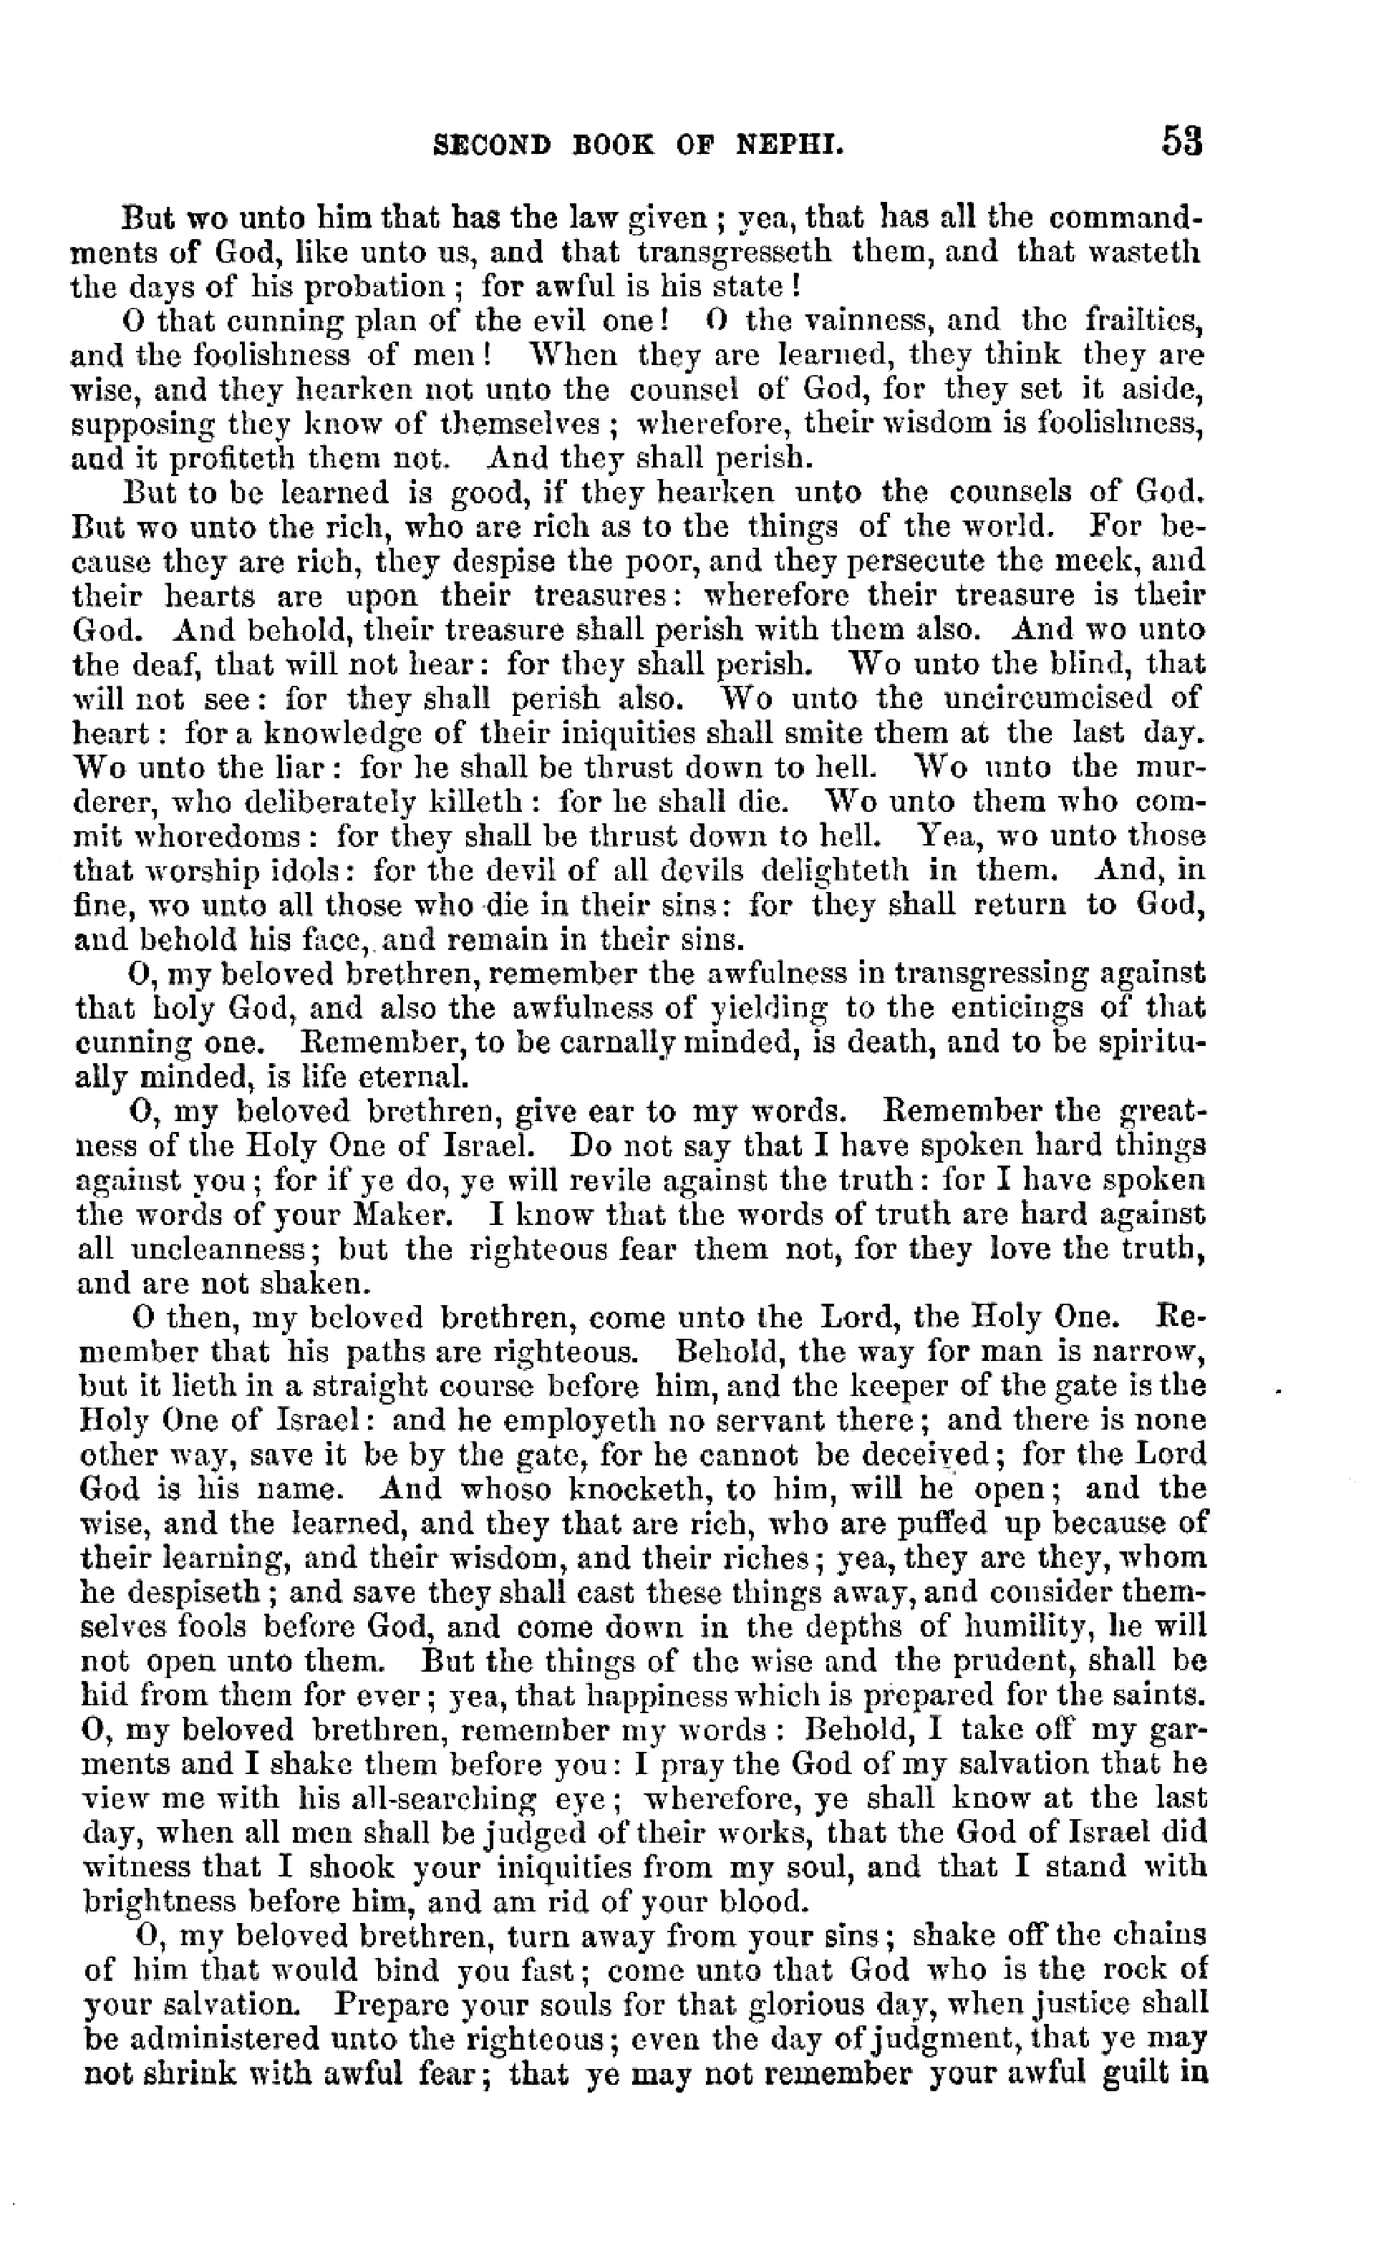 SECOND BOOK OF NEPHI. 53
But wo unto him that has the law given ; yea, that has all the command-
ments of God, like unto us, and that transgresseth them, and that wasteth
the days of his probation ; for awful is his state !
O that cunning plan of the evil one! O the vainness, and the frailties,
and the foolishness of men ! When they are learned, they think they are
wise, and they hearken not unto the counsel of God, for they set it aside,
supposing they know of themselves ; wherefore, their wisdom is foolishness,
and it profiteth them not. And they shall perish.
But to be learned is good, if they hearken unto the counsels of God.
But wo unto the rich, who are rich as to the things of the world. For be-
cause they are rich, they despise the poor, and they persecute the meek, and
their hearts are upon their treasures: wherefore their treasure is their
God. And behold, their treasure shall perish with them also. And wo unto
the deaf, that will not hear: for they shall perish. Wo unto the blind, that
will not see: for they shall perish also. Wo unto the uncircumcised of
heart : for a knowledge of their iniquities shall smite them at the last day.
Wo unto the liar: for he shall be thrust down to hell. Wo unto the mur-
derer, who deliberately killeth : for he shall die. Wo unto them who com-
mit whoredoms : for they shall be thrust down to hell. Yea, wo unto those
that worship idols: for the devil of all devils delighteth in them. And, in
fine, wo unto all those who die in their sins: for they shall return to God,
and behold his face, and remain in their sins.
O, my beloved brethren, remember the awfulness in transgressing against
that holy God, and also the awfulness of yielding to the enticings of that
cunning one. Remember, to be carnally minded, is death, and to be spiritu-
ally minded, is life eternal.
O, my beloved brethren, give ear to my words. Remember the great-
ness of the Holy One of Israel. Do not say that I have spoken hard things
against you; for if ye do, ye will revile against the truth: for I have spoken
the words of your Maker. I know that the words of truth are hard against
all uncleanness; but the righteous fear them not, for they love the truth,
and are not shaken.
O then, my beloved brethren, come unto the Lord, the Holy One. Re-
member that his paths are righteous. Behold, the way for man is narrow,
but it lieth in a straight course before him, and the keeper of the gate is the
Holy One of Israel: and he employeth no servant there; and there is none
other way, save it be by the gate, for he cannot be deceived; for the Lord
God is his name. And whoso knocketh, to him, will he open; and the
wise, and the learned, and they that are rich, who are puffed up because of
their learning, and their wisdom, and their riches; yea, they are they, whom
he despiseth ; and save they shall cast these things away, and consider them-
selves fools before God, and come down in the depths of humility, he will
not open unto them. But the things of the wise and the prudent, shall be
hid from them for ever; yea, that happiness which is prepared for the saints.
O, my beloved brethren, remember my words : Behold, I take off my gar-
ments and I shake them before you: I pray the God of my salvation that he
view me with his all-searching eye; wherefore, ye shall know at the last
day, when all men shall be judged of their works, that the God of Israel did
witness that I shook your iniquities from my soul, and that I stand with
brightness before him, and am rid of your blood.
O, my beloved brethren, turn away from your sins; shake off the chains
of him that would bind you fast; come unto that God who is the rock of
your salvation. Prepare your souls for that glorious day, when justice shall
be administered unto the righteous; even the day of judgment, that ye may
not shrink with awful fear; that ye may not remember your awful guilt in